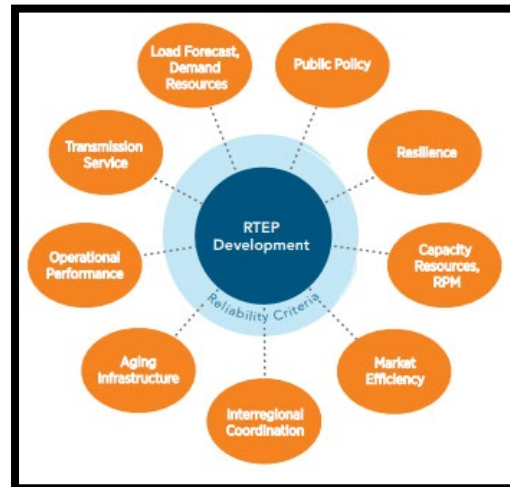 Load Forecast,
Demand
Resources
Public Policy
Transmission
Service
Resilience
RTEP
Development
Operational
Performance
Capacity
Resources,
RPM
Reliability Criteria
Aging
Infrastructure
Market
Efficiency
Interregional
Coordination